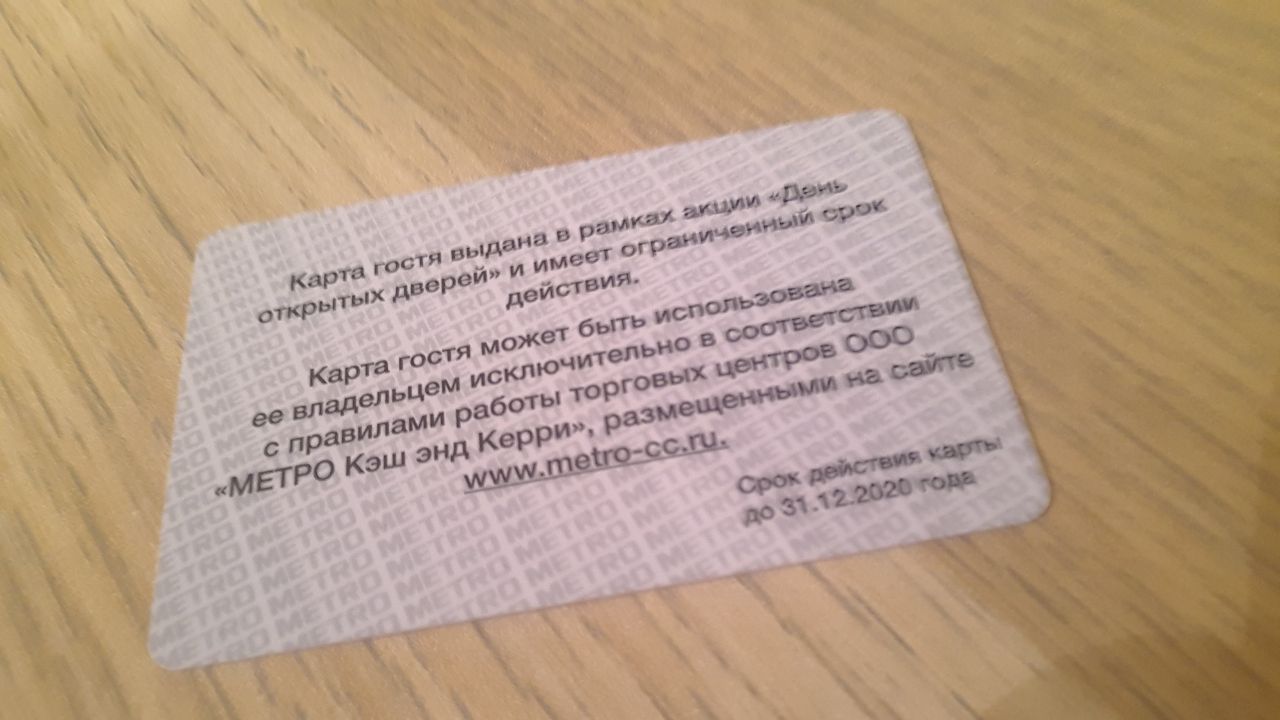 Карта гостя выдана в рамках акции «День
открытых дверей» и имеет ограниченный срок
действия.
Карта гостя может быть использована
ее владельцем исключительно в соответствии
с правилами работы торговых центров ООО
«МЕТРО Кэш энд Керри», размещенными на сайте
www.metro-cc.ru.
Срок действия карты
до 31.12.2020 года